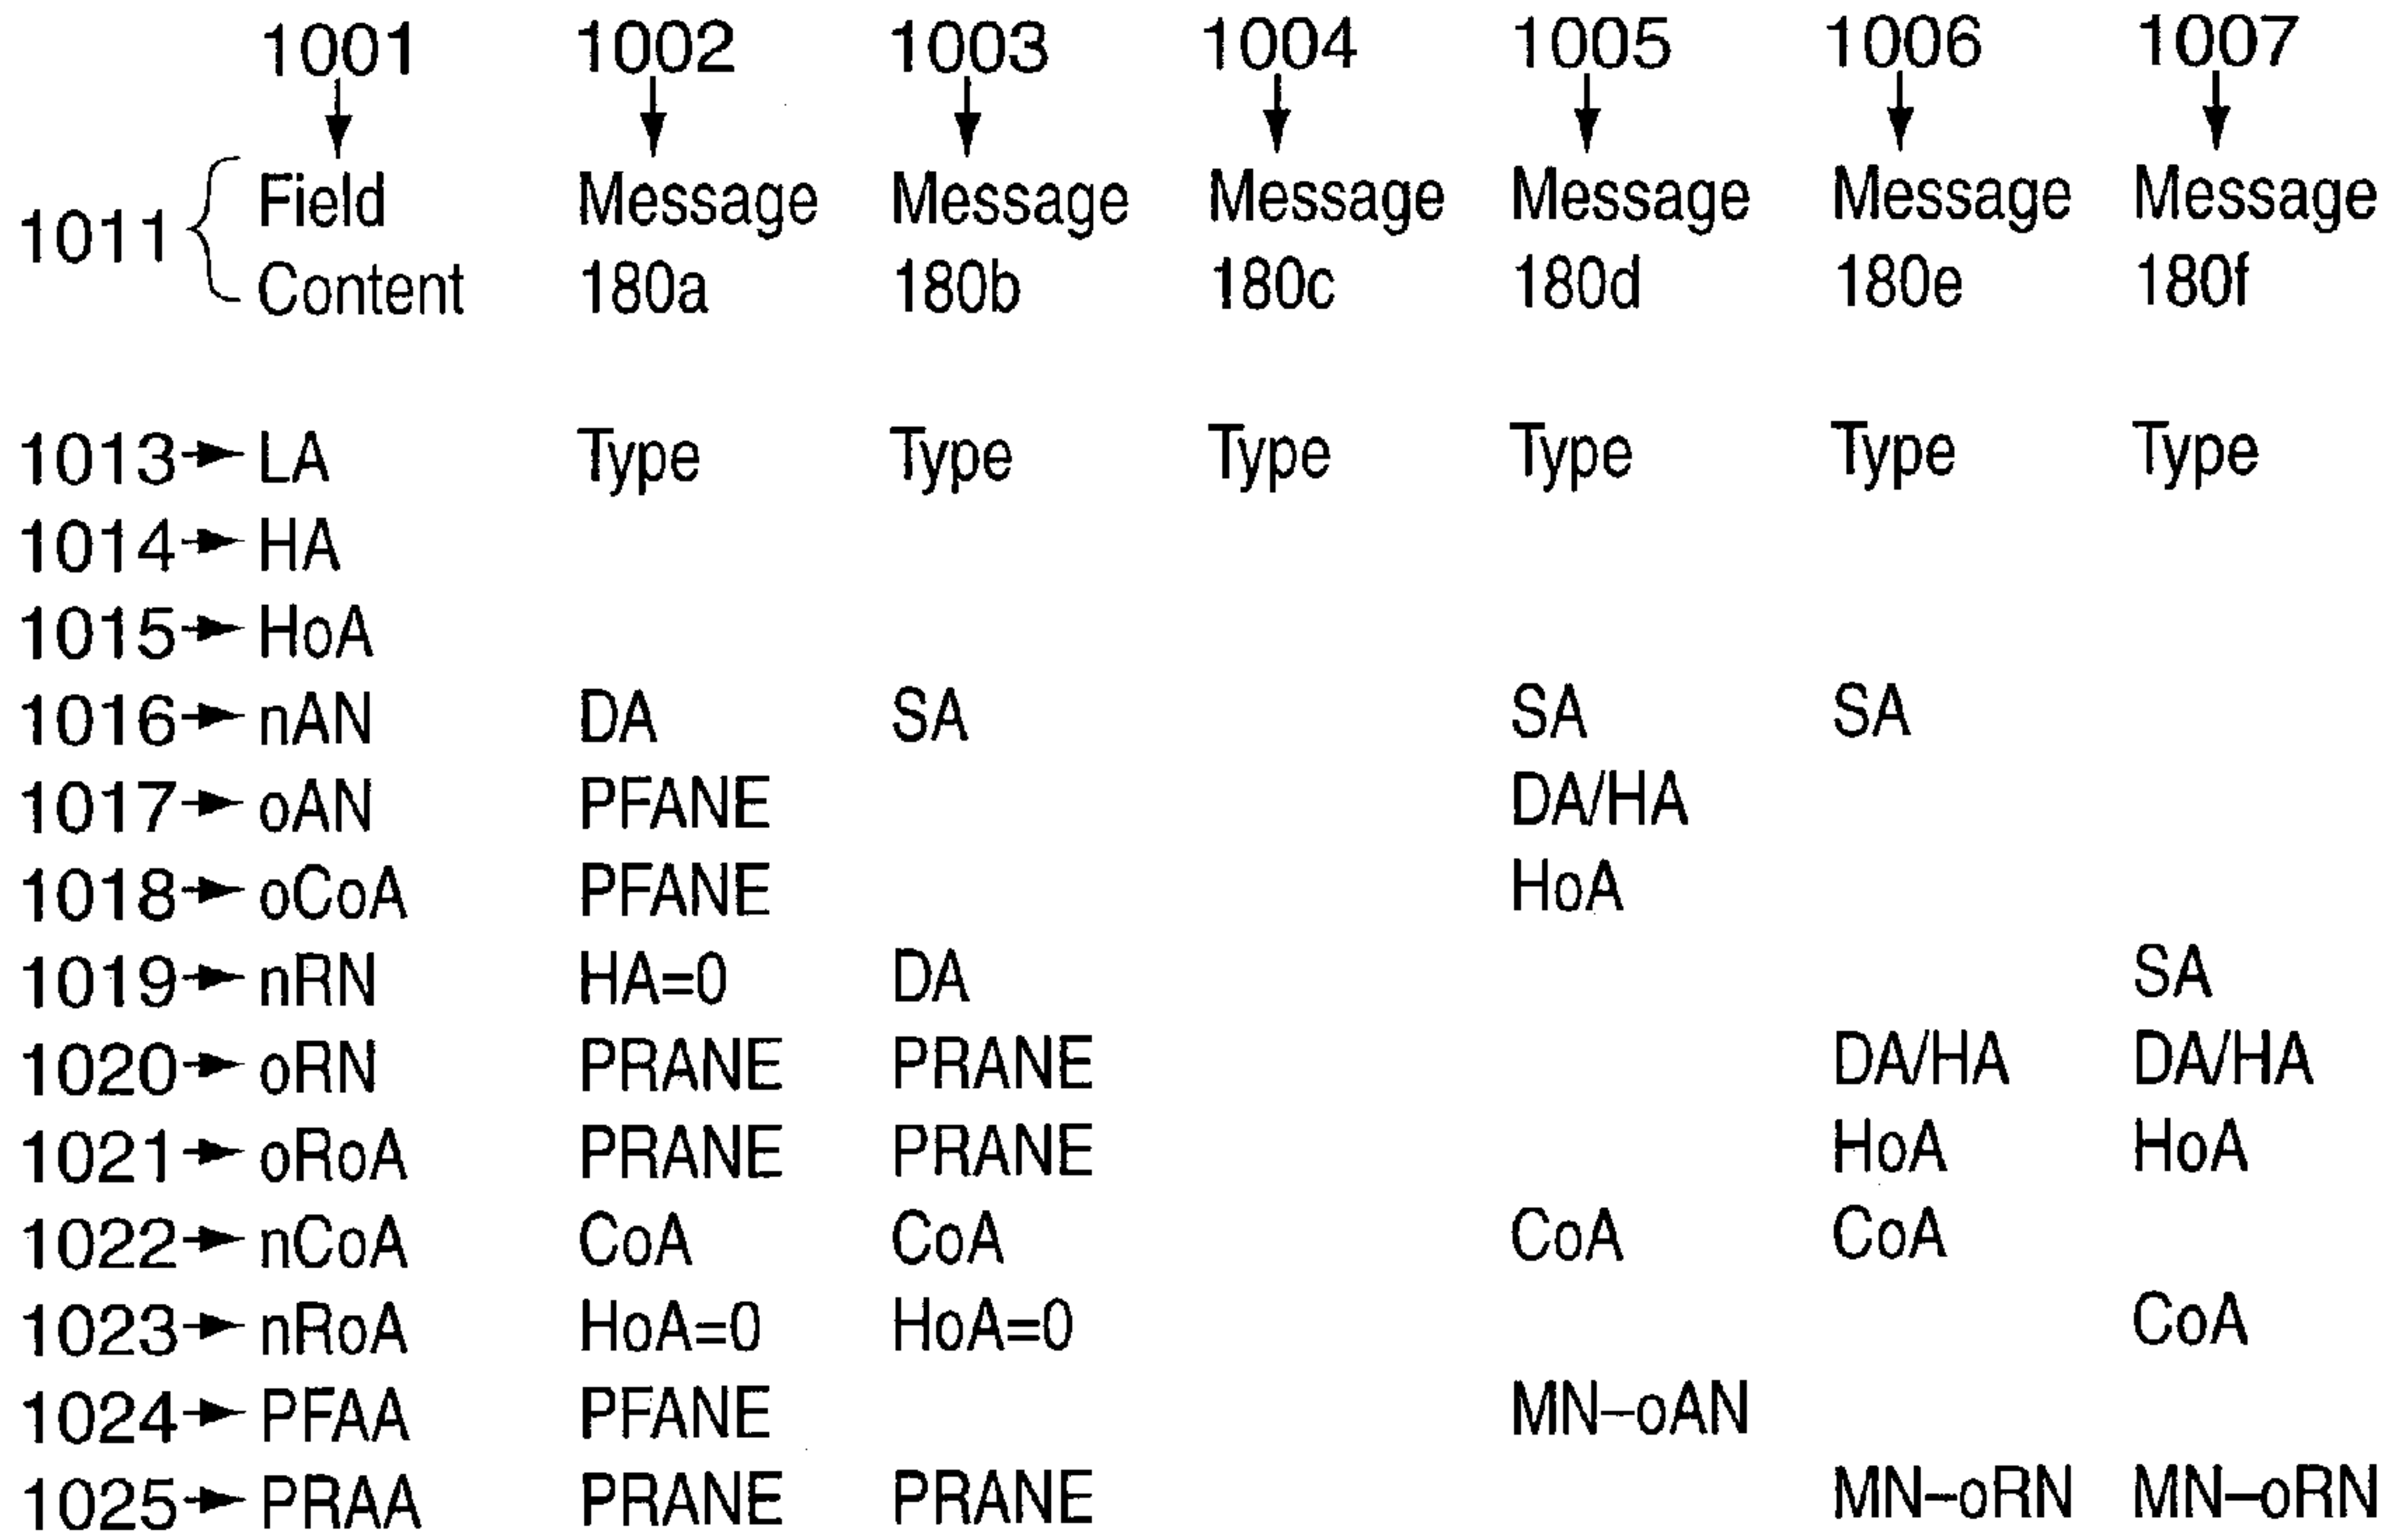 1001 1002 1003 1004 1005 1006 1007
Field Message Message Message Message Message Message
1011
Content 180a 180b 180c 180d 180e 180f
1013 LA Type Type Type Type Type Type
1014 HA
1015 HoA
1016 nAN DA SA SA SA
1017 oAN PFANE DA/HA
1018 oCoA PFANE HoA
1019 nRN HA=0 DA SA
1020 oRN PRANE PRANE DA/HA DA/HA
1021 oRoA PRANE PRANE HoA HoA
1022 nCoA CoA CoA CoA CoA
1023 nRoA HoA=0 HoA=0 CoA
1024 PFAA PFANE MN–oAN
1025 PRAA PRANE PRANE MN–oRN MN–oRN